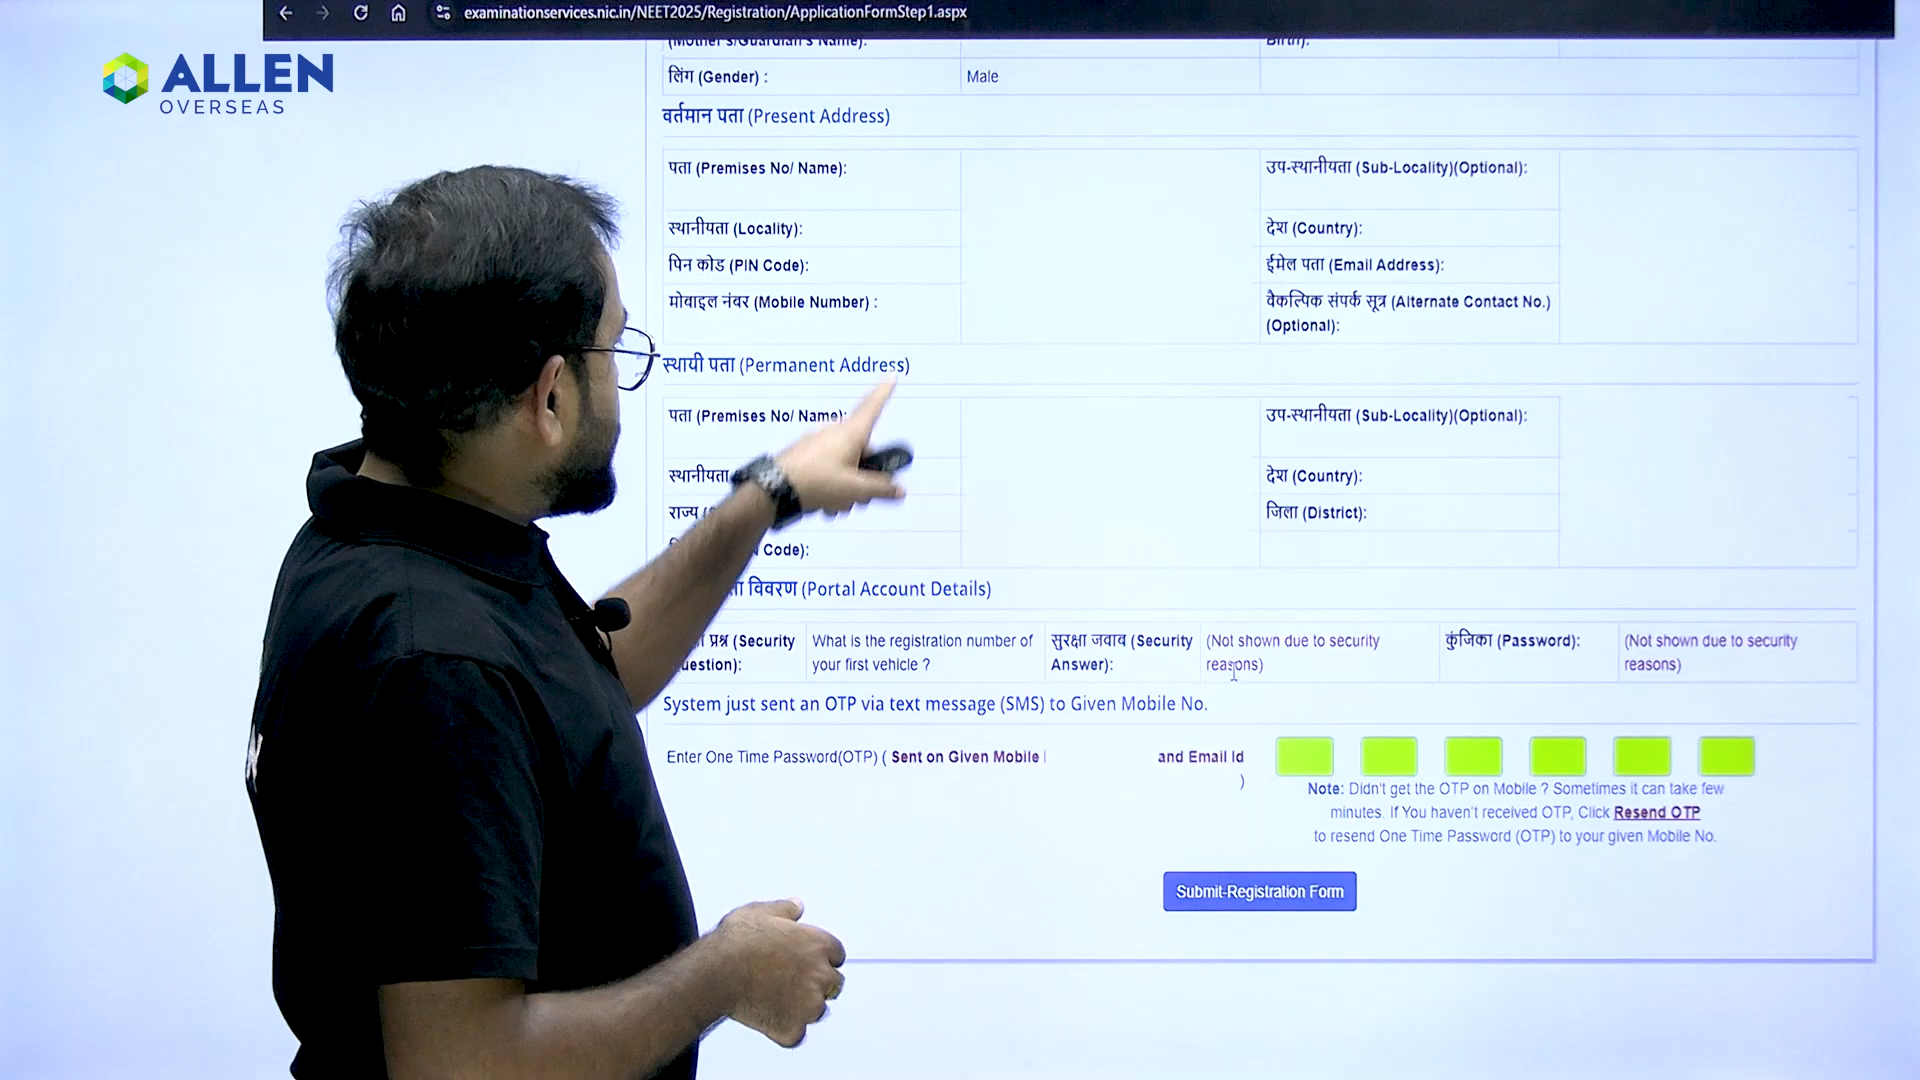 examinationservices.nic.in/NEET2025/Registration/ApplicationFormStep1.aspx
ALLEN
OVERSEAS
(Mother's/Guardian's Name):
Birth):
लिंग (Gender) :
Male
वर्तमान पता (Present Address)
पता (Premises No/ Name):
उप-स्थानीयता (Sub-Locality)(Optional):
स्थानीयता (Locality):
देश (Country):
पिन कोड (PIN Code):
ईमेल पता (Email Address):
मोबाइल नंबर (Mobile Number) :
वैकल्पिक संपर्क सूत्र (Alternate Contact No.)
(Optional):
स्थायी पता (Permanent Address)
पता (Premises No/ Name):
उप-स्थानीयता (Sub-Locality)(Optional):
स्थानीयता
देश (Country):
राज्य
जिला (District):
Code):
विवरण (Portal Account Details)
प्रश्न (Security
What is the registration number of
सुरक्षा जवाब (Security
(Not shown due to security
कुंजिका (Password):
(Not shown due to security
your first vehicle ?
Answer):
reasons)
reasons)
System just sent an OTP via text message (SMS) to Given Mobile No.
Enter One Time Password(OTP) ( Sent on Given Mobile
and Email Id
)
Note: Didn't get the OTP on Mobile ? Sometimes it can take few
minutes. If You haven't received OTP, Click Resend OTP
to resend One Time Password (OTP) to your given Mobile No.
Submit-Registration Form